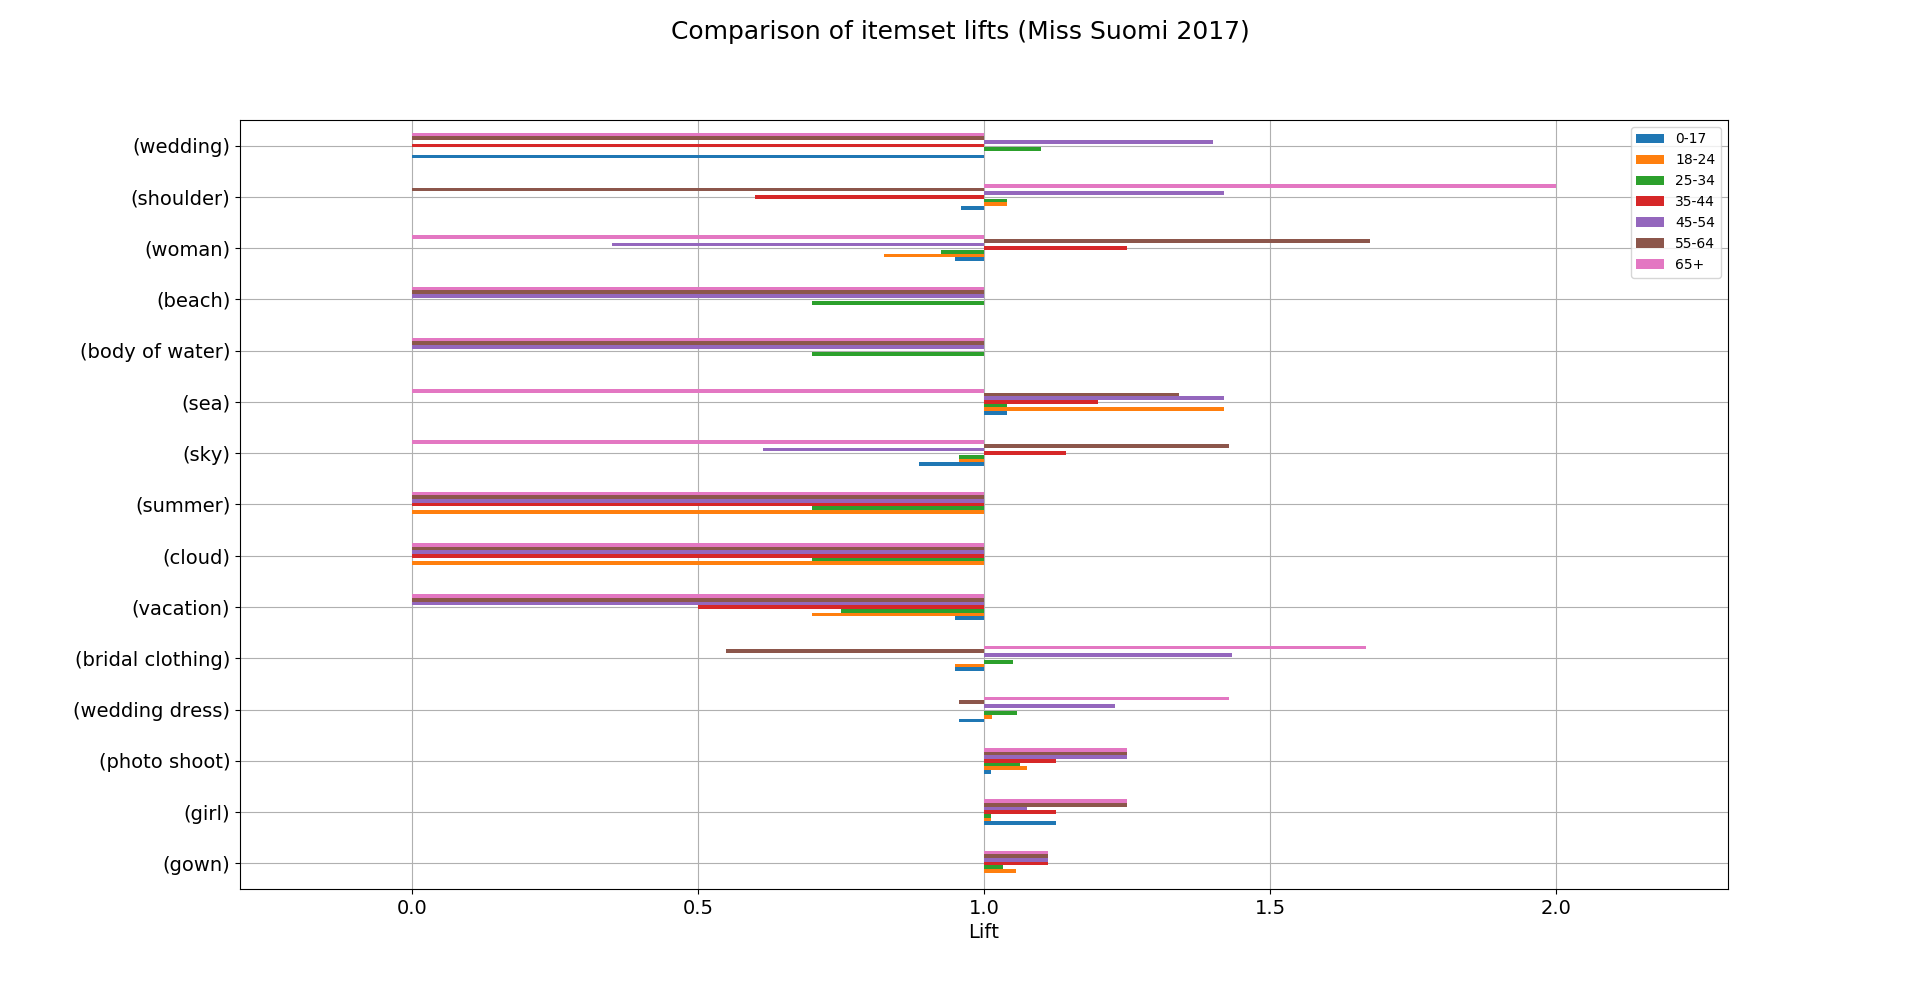 Comparison of itemset lifts (Miss Suomi 2017)
(wedding)
(shoulder)
(woman)
(beach)
(body of water)
(sea)
(sky)
(summer)
(cloud)
(vacation)
(bridal clothing)
(wedding dress)
(photo shoot)
(girl)
(gown)
0-17
18-24
25-34
35-44
45-54
55-64
65+
0.0 0.5 1.0 1.5 2.0
Lift